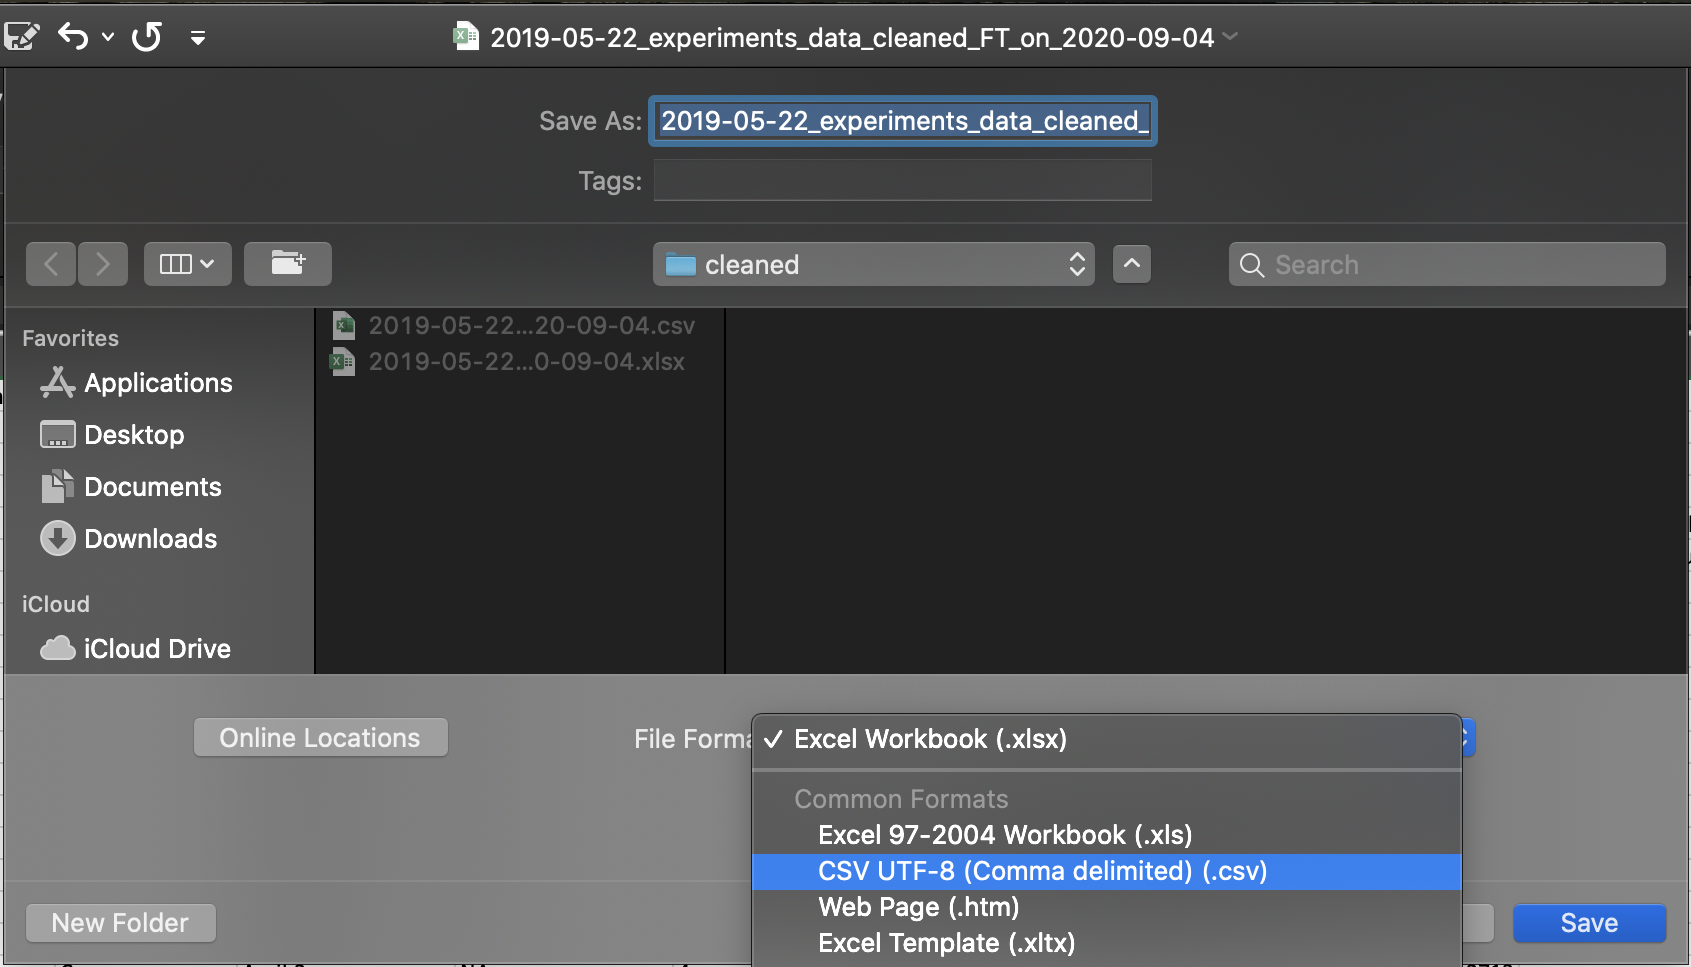 2019-05-22_experiments_data_cleaned_FT_on_2020-09-04
Save As: 2019-05-22_experiments_data_cleaned_
Tags:
cleaned
Search
Favorites
Applications
Desktop
Documents
Downloads
iCloud
iCloud Drive
2019-05-22...20-09-04.csv
2019-05-22...0-09-04.xlsx
Online Locations
File Forma
✓ Excel Workbook (.xlsx)
Common Formats
Excel 97-2004 Workbook (.xls)
CSV UTF-8 (Comma delimited) (.csv)
Web Page (.htm)
Excel Template (.xltx)
New Folder
Save